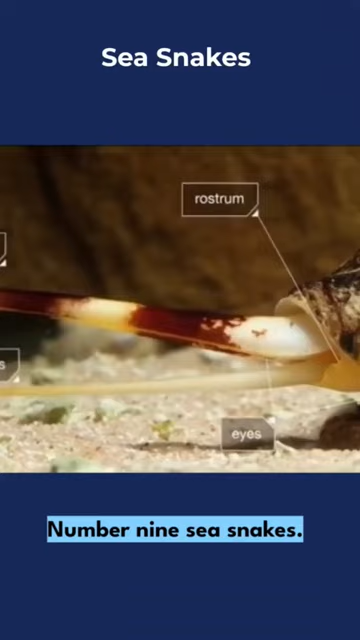 Sea Snakes
rostrum
s
eyes
Number nine sea snakes.